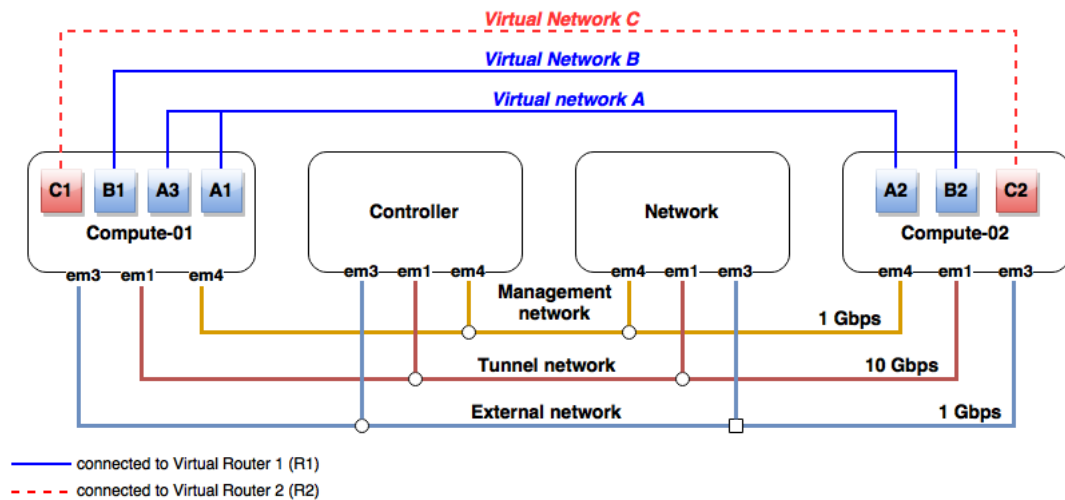 Virtual Network C
Virtual Network B
Virtual network A
C1 B1 A3 A1
A2 B2 C2
Compute-01
Controller
Network
Compute-02
em3 em1 em4
em3 em1 em4
em4 em1 em3
em4 em1 em3
Management
network
1 Gbps
Tunnel network
10 Gbps
External network
1 Gbps
connected to Virtual Router 1 (R1)
connected to Virtual Router 2 (R2)